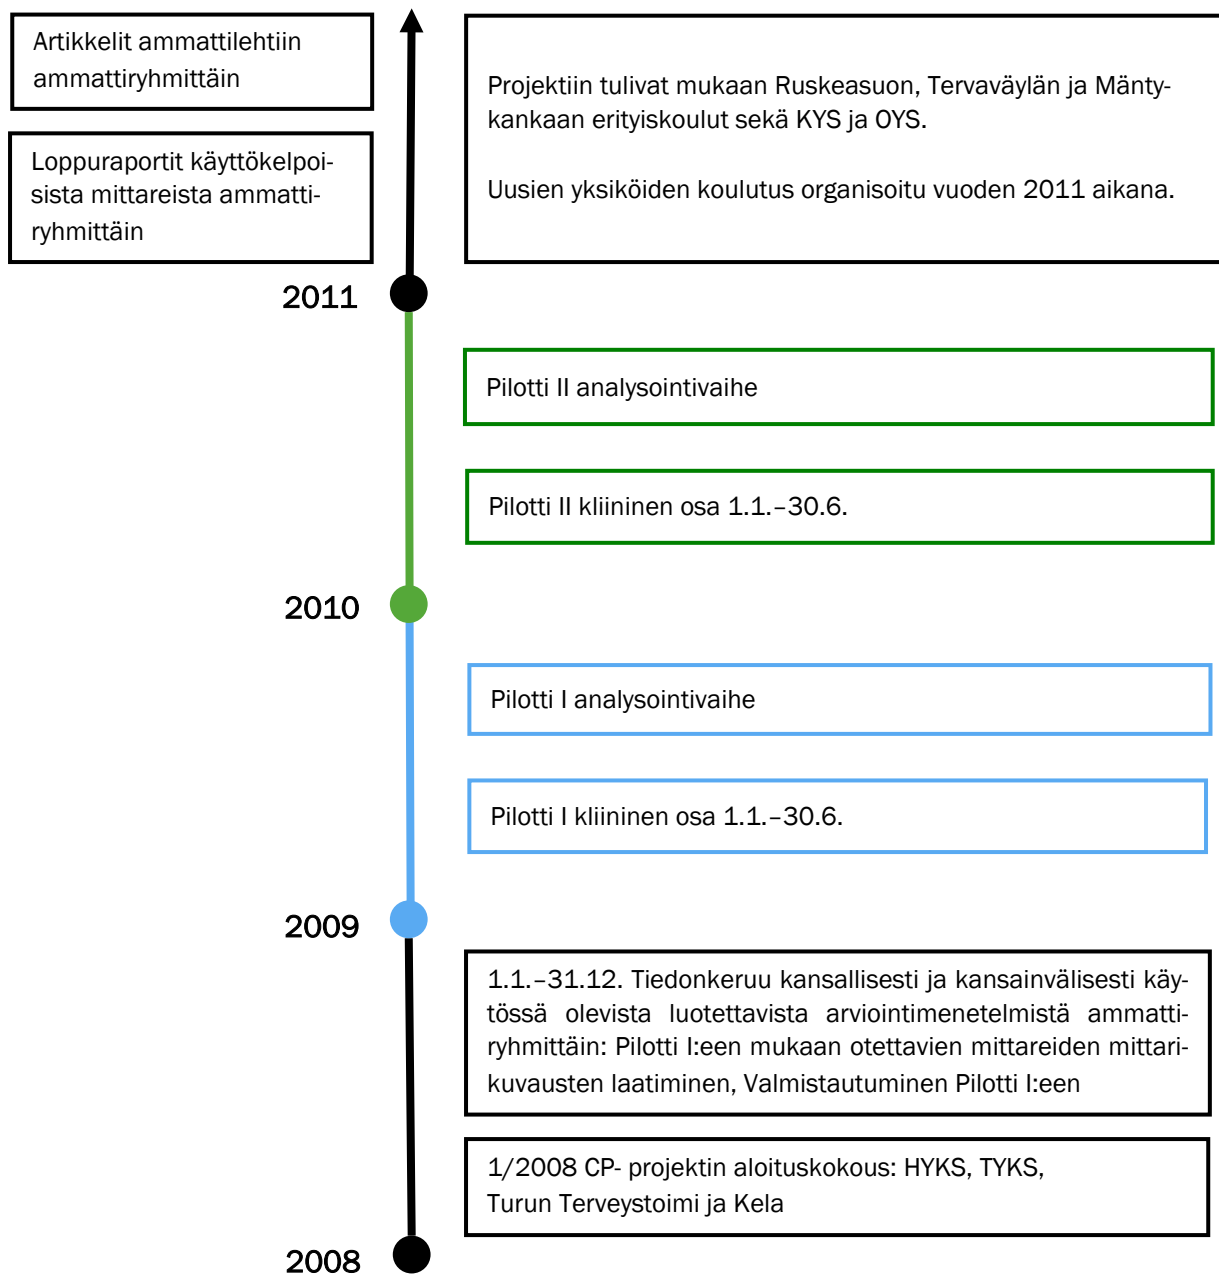 Artikkelit ammattilehtiin
ammattiryhmittäin
Loppuraportit käyttökelpoi-
sista mittareista ammatti-
ryhmittäin
Projektiin tulivat mukaan Ruskeasuon, Tervaväylän ja Mänty-
kankaan erityiskoulut sekä KYS ja OYS.
Uusien yksiköiden koulutus organisoitu vuoden 2011 aikana.
2011
Pilotti II analysointivaihe
Pilotti II kliininen osa 1.1.–30.6.
2010
Pilotti I analysointivaihe
Pilotti I kliininen osa 1.1.–30.6.
2009
1.1.–31.12. Tiedonkeruu kansallisesti ja kansainvälisesti käy-
tössä olevista luotettavista arviointimenetelmistä ammatti-
ryhmittäin: Pilotti I:een mukaan otettavien mittareiden mittari-
kuvausten laatiminen, Valmistautuminen Pilotti I:een
1/2008 CP- projektin aloituskokous: HYKS, TYKS,
Turun Terveystoimi ja Kela
2008